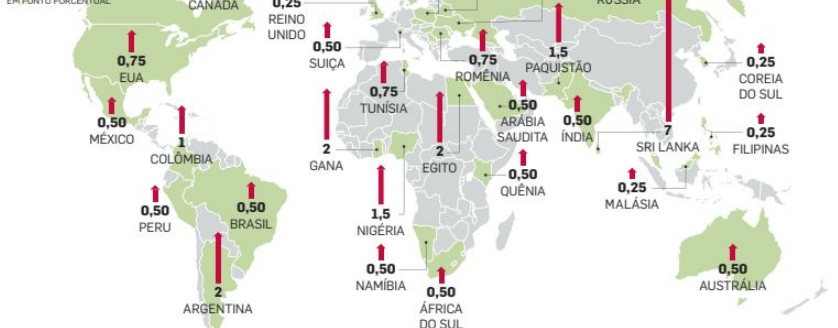 EM PONTO PORCENTUAL
CANADÁ
0,25
REINO
UNIDO
RÚSSIA
0,75
EUA
0,50
SUIÇA
0,75
ROMÊNIA
1,5
PAQUISTÃO
0,25
COREIA
DO SUL
0,50
MÉXICO
1
COLÔMBIA
0,75
TUNÍSIA
0,50
ARÁBIA
SAUDITA
0,50
ÍNDIA
7
SRI LANKA
0,25
FILIPINAS
2
GANA
2
EGITO
0,50
QUÊNIA
0,25
MALÁSIA
0,50
PERU
0,50
BRASIL
1,5
NIGÉRIA
2
ARGENTINA
0,50
NAMÍBIA
0,50
ÁFRICA
DO SUL
0,50
AUSTRÁLIA